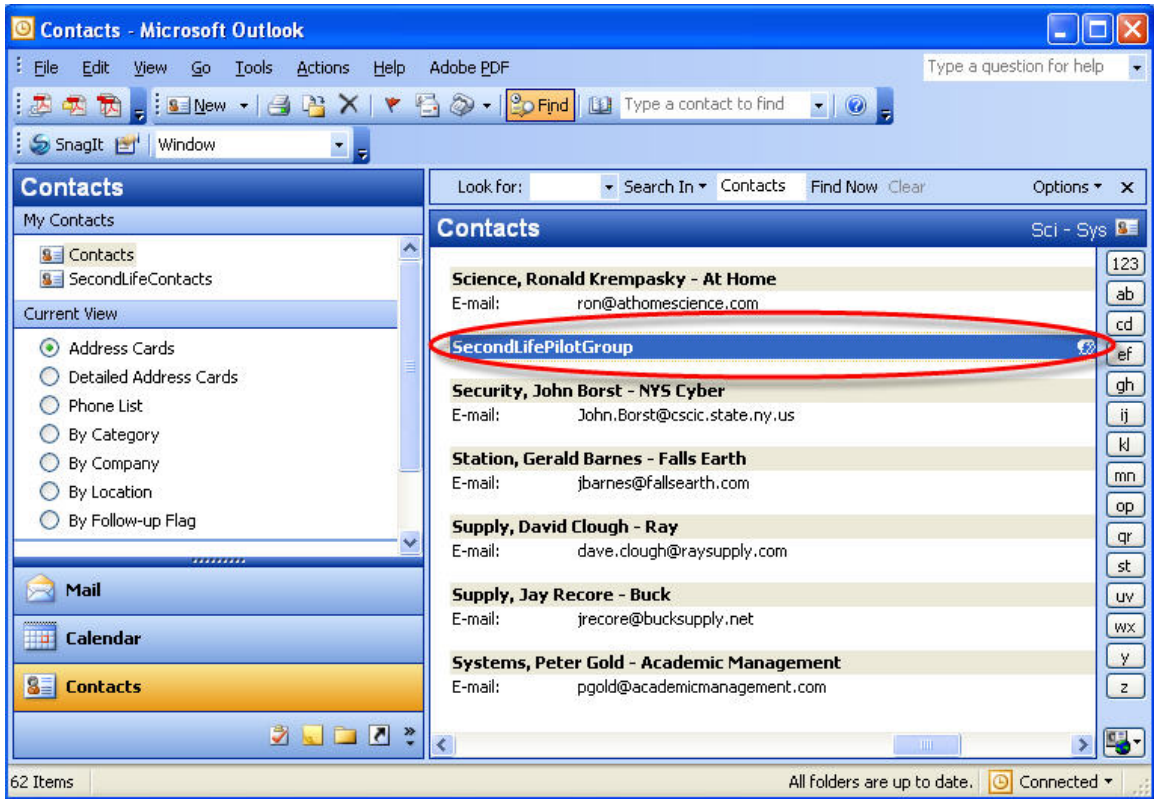 Contacts - Microsoft Outlook
File Edit View Go Tools Actions Help Adobe PDF Type a question for help
New Find Type a contact to find
SnagIt Window
Contacts
My Contacts
Contacts
SecondLifeContacts
Current View
Address Cards
Detailed Address Cards
Phone List
By Category
By Company
By Location
By Follow-up Flag
Mail
Calendar
Contacts
62 Items
Look for: Search In Contacts Find Now Clear Options
Contacts Sci - Sys
Science, Ronald Krempasky - At Home
E-mail: ron@athomescience.com
SecondLifePilotGroup
Security, John Borst - NYS Cyber
E-mail: John.Borst@cscic.state.ny.us
Station, Gerald Barnes - Falls Earth
E-mail: jbarnes@fallsearth.com
Supply, David Clough - Ray
E-mail: dave.clough@raysupply.com
Supply, Jay Recore - Buck
E-mail: jrecore@bucksupply.net
Systems, Peter Gold - Academic Management
E-mail: pgold@academicmanagement.com
123
ab
cd
ef
gh
ij
kl
mn
op
qr
st
uv
wx
y
z
All folders are up to date. Connected